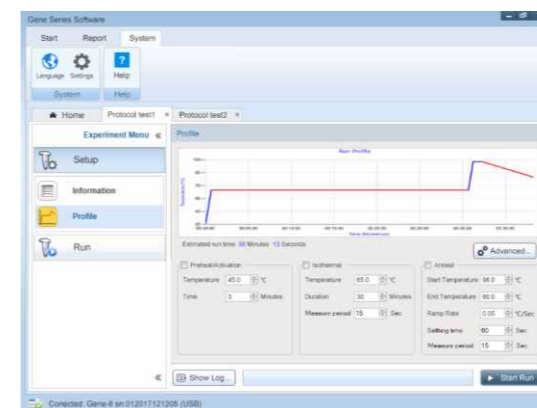 Gene Series Software
Start Report System
Language Settings Help
System Help
Home Protocol test1 × Protocol test2 ×
Experiment Menu «
Profile
Setup
Information
Profile
Run
Run Profile
Estimated run time: 38 Minutes 13 Seconds
Advanced...
Preheat/Activation Isothermal Anneal
Temperature 45.0 °C Temperature 65.0 °C Start Temperature 98.0 °C
Time 3 Minutes Duration 30 Minutes End Temperature 80.0 °C
Measure period 15 Sec Ramp Rate 0.05 °C/Sec
Settling time 60 Sec
Measure period 15 Sec
« Show Log... Start Run
Conected: Gene-8 sn:012017121205 (USB)